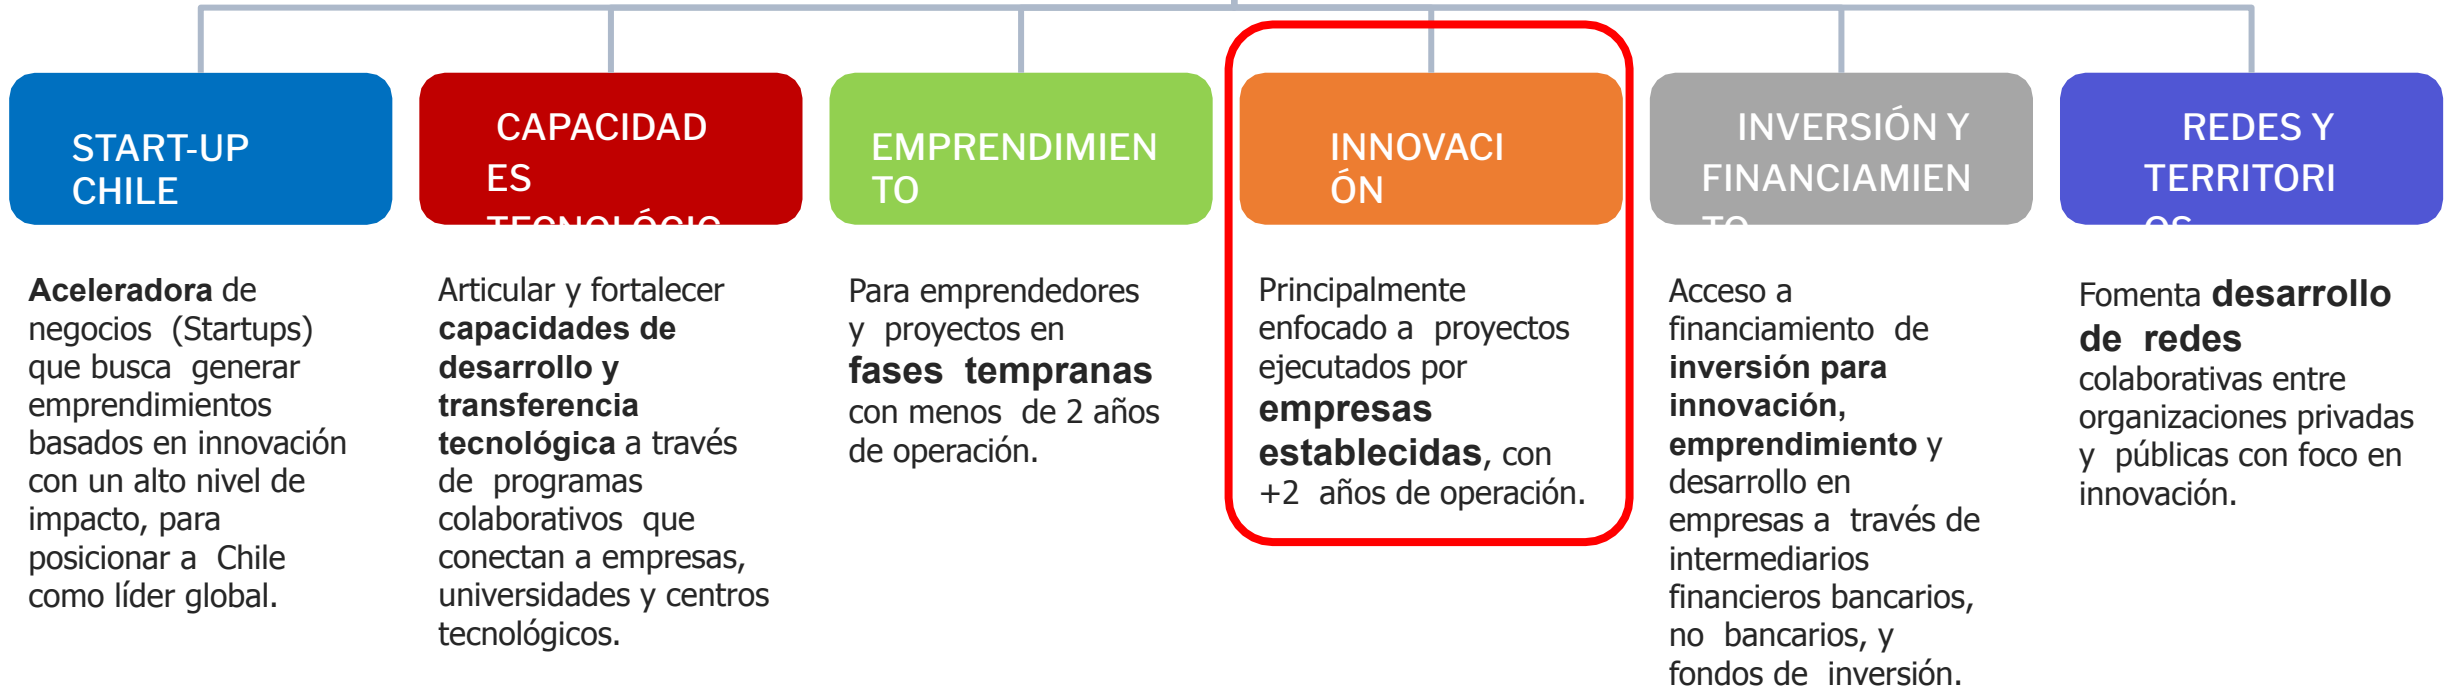 START-UP
CHILE
CAPACIDAD
ES
TECNOLÓGIC
EMPRENDIMIEN
TO
INNOVACI
ÓN
INVERSIÓN Y
FINANCIAMIEN
TO
REDES Y
TERRITORI
OS
Aceleradora de
negocios (Startups)
que busca generar
emprendimientos
basados en innovación
con un alto nivel de
impacto, para
posicionar a Chile
como líder global.
Articular y fortalecer
capacidades de
desarrollo y
transferencia
tecnológica a través
de programas
colaborativos que
conectan a empresas,
universidades y centros
tecnológicos.
Para emprendedores
y proyectos en
fases tempranas
con menos de 2 años
de operación.
Principalmente
enfocado a proyectos
ejecutados por
empresas
establecidas, con
+2 años de operación.
Acceso a
financiamiento de
inversión para
innovación,
emprendimiento y
desarrollo en
empresas a través de
intermediarios
financieros bancarios,
no bancarios, y
fondos de inversión.
Fomenta desarrollo
de redes
colaborativas entre
organizaciones privadas
y públicas con foco en
innovación.